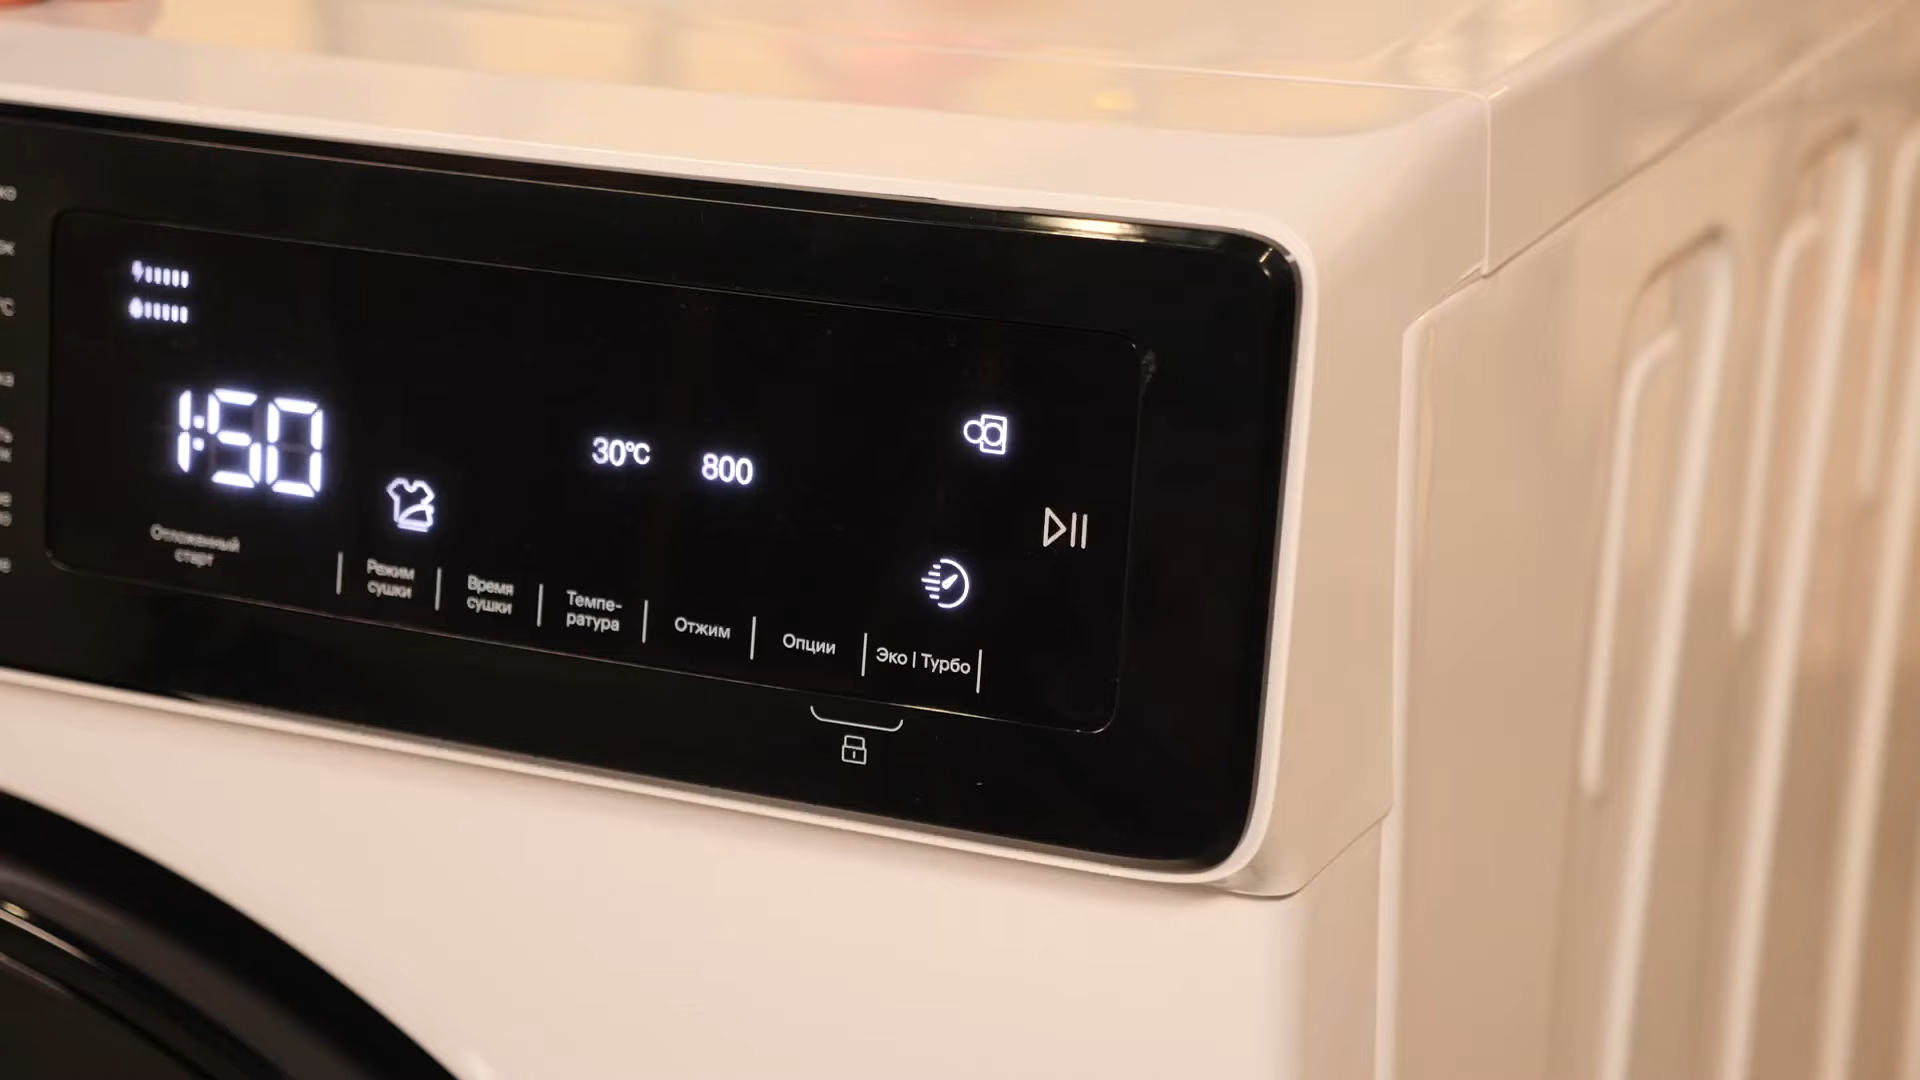 1:50
30°C
800
Отложенный
старт
Режим
сушки
Время
сушки
Темпе-
ратура
Отжим
Опции
Эко | Турбо